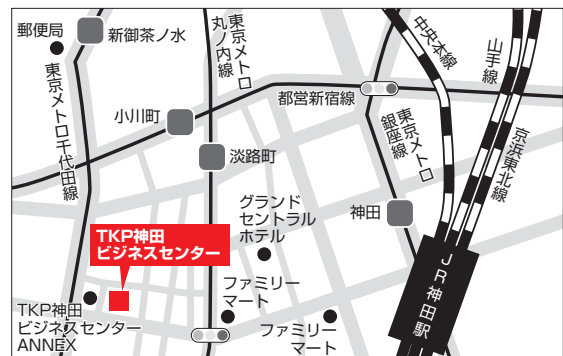 郵便局
新御茶ノ水
東京メトロ
丸ノ内線
東京メトロ千代田線
小川町
淡路町
都営新宿線
中央本線
山手線
京浜東北線
東京メトロ
銀座線
神田
グランド
セントラル
ホテル
TKP神田
ビジネスセンター
ファミリー
マート
TKP神田
ビジネスセンター
ANNEX
ファミリー
マート
JR神田駅